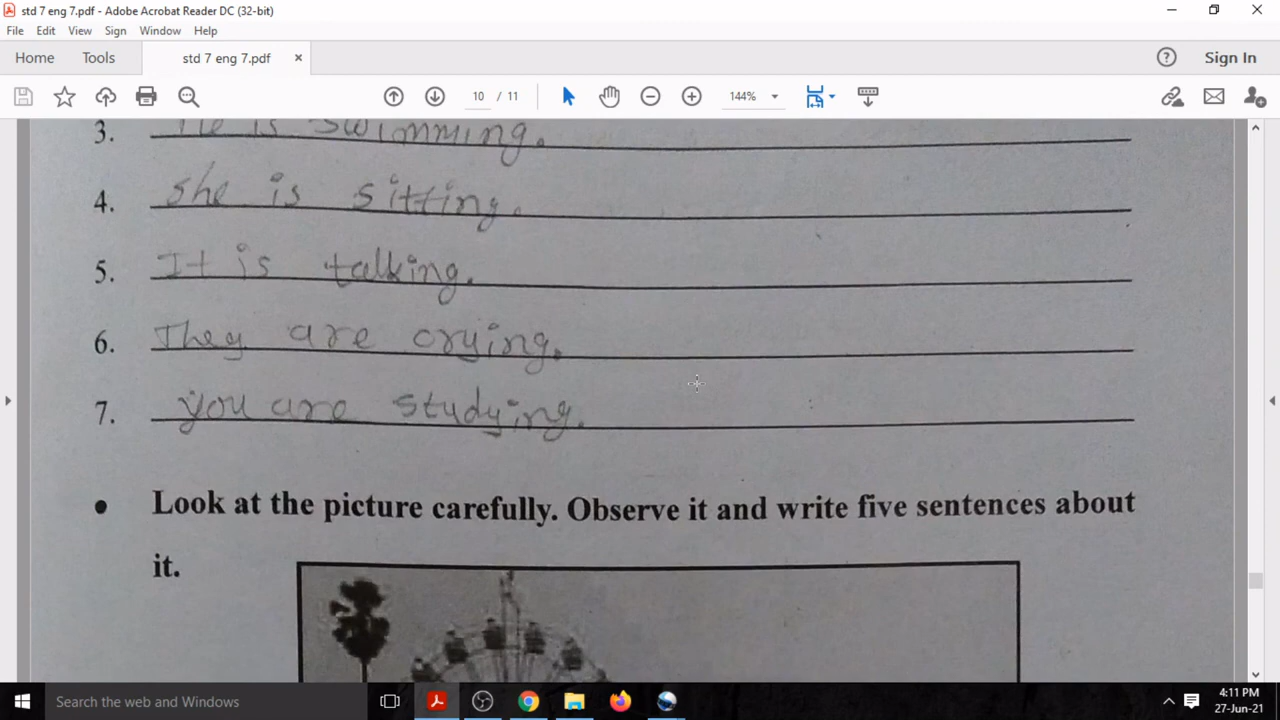 std 7 eng 7.pdf - Adobe Acrobat Reader DC (32-bit)
File Edit View Sign Window Help
Home Tools std 7 eng 7.pdf × Sign In
10 / 11 144%
3. He is swimming.
4. She is sitting.
5. It is talking.
6. They are crying.
7. you are studying.
• Look at the picture carefully. Observe it and write five sentences about
it.
Search the web and Windows
4:11 PM
27-Jun-21